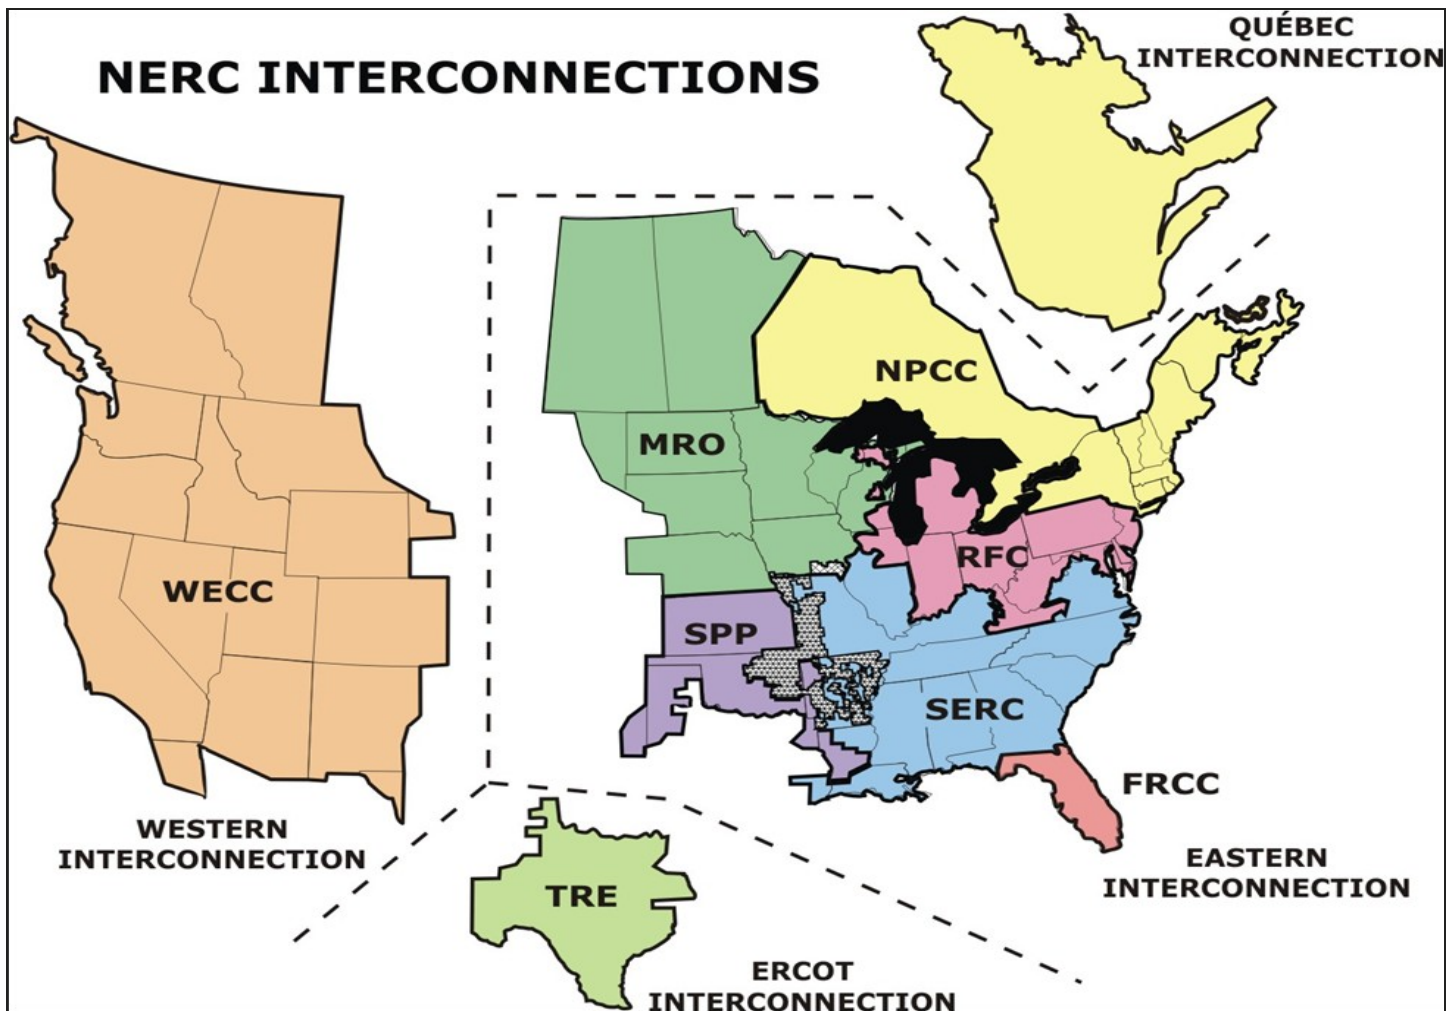 QUÉBEC
INTERCONNECTION
NERC INTERCONNECTIONS
NPCC
MRO
RFC
WECC
SPP
SERC
FRCC
WESTERN
INTERCONNECTION
EASTERN
INTERCONNECTION
TRE
ERCOT
INTERCONNECTION